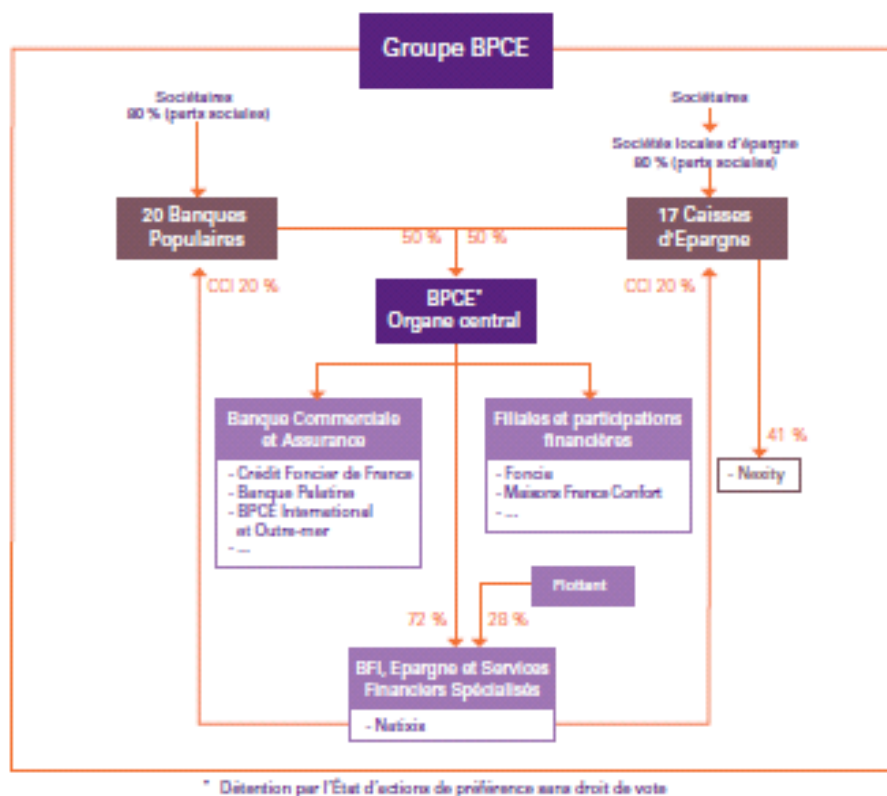 Groupe BPCE
Sociétaires
80 % (parts sociales)
Sociétaires
Sociétés locales d'épargne
80 % (parts sociales)
20 Banques
Populaires
17 Caisses
d'Epargne
50 %
50 %
CCI 20 %
CCI 20 %
BPCE*
Organe central
Banque Commerciale
et Assurance
- Crédit Foncier de France
- Banque Palatine
- BPCE International
et Outre-mer
- ...
Filiales et participations
financières
- Foncia
- Maisons France Confort
- ...
41 %
- Nexity
Flottant
72 %
28 %
BFI, Epargne et Services
Financiers Spécialisés
- Natixis
* Détention par l'État d'actions de préférence sans droit de vote